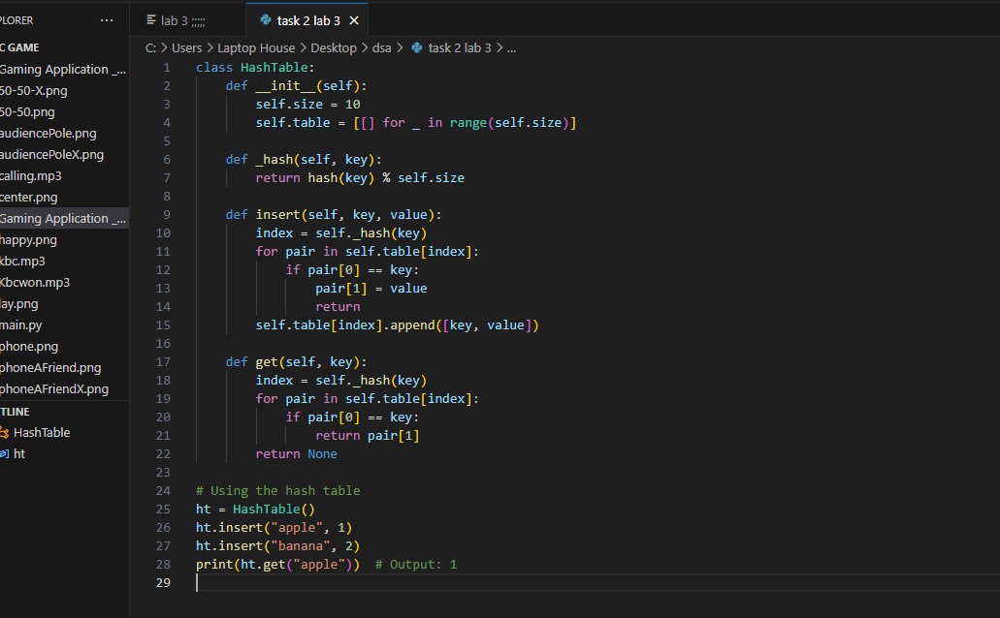 PLORER ...
C GAME
Gaming Application _...
50-50-X.png
50-50.png
audiencePole.png
audiencePoleX.png
calling.mp3
center.png
Gaming Application _...
happy.png
kbc.mp3
Kbcwon.mp3
lay.png
main.py
phone.png
phoneAFriend.png
phoneAFriendX.png
TLINE
HashTable
ht
lab 3 ;;;;; task 2 lab 3
C: > Users > Laptop House > Desktop > dsa > task 2 lab 3 > ...
1 class HashTable:
2     def __init__(self):
3         self.size = 10
4         self.table = [[] for _ in range(self.size)]
5
6     def _hash(self, key):
7         return hash(key) % self.size
8
9     def insert(self, key, value):
10         index = self._hash(key)
11         for pair in self.table[index]:
12             if pair[0] == key:
13                 pair[1] = value
14                 return
15         self.table[index].append([key, value])
16
17     def get(self, key):
18         index = self._hash(key)
19         for pair in self.table[index]:
20             if pair[0] == key:
21                 return pair[1]
22         return None
23
24 # Using the hash table
25 ht = HashTable()
26 ht.insert("apple", 1)
27 ht.insert("banana", 2)
28 print(ht.get("apple"))  # Output: 1
29